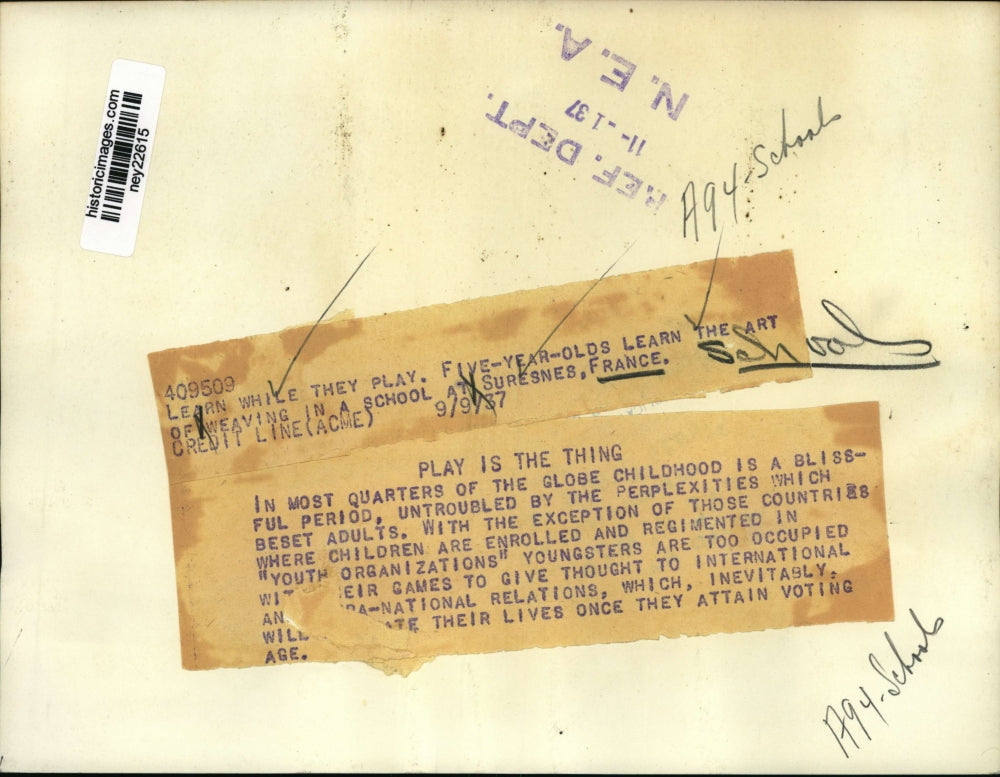 historicimages.com
ney22615
REF. DEPT.
11--1 37
N. E. A.
A94-Schools
409509
LEARN WHILE THEY PLAY. FIVE-YEAR-OLDS LEARN THE ART
OF WEAVING IN A SCHOOL AT SURESNES, FRANCE.
CREDIT LINE(ACME) 9/9/37
School
PLAY IS THE THING
IN MOST QUARTERS OF THE GLOBE CHILDHOOD IS A BLISS-
FUL PERIOD, UNTROUBLED BY THE PERPLEXITIES WHICH
BESET ADULTS. WITH THE EXCEPTION OF THOSE COUNTRIES
WHERE CHILDREN ARE ENROLLED AND REGIMENTED IN
"YOUTH ORGANIZATIONS" YOUNGSTERS ARE TOO OCCUPIED
WIT EIR GAMES TO GIVE THOUGHT TO INTERNATIONAL
AN RA-NATIONAL RELATIONS, WHICH, INEVITABLY,
WILL ATE THEIR LIVES ONCE THEY ATTAIN VOTING
AGE.
A94-Schools